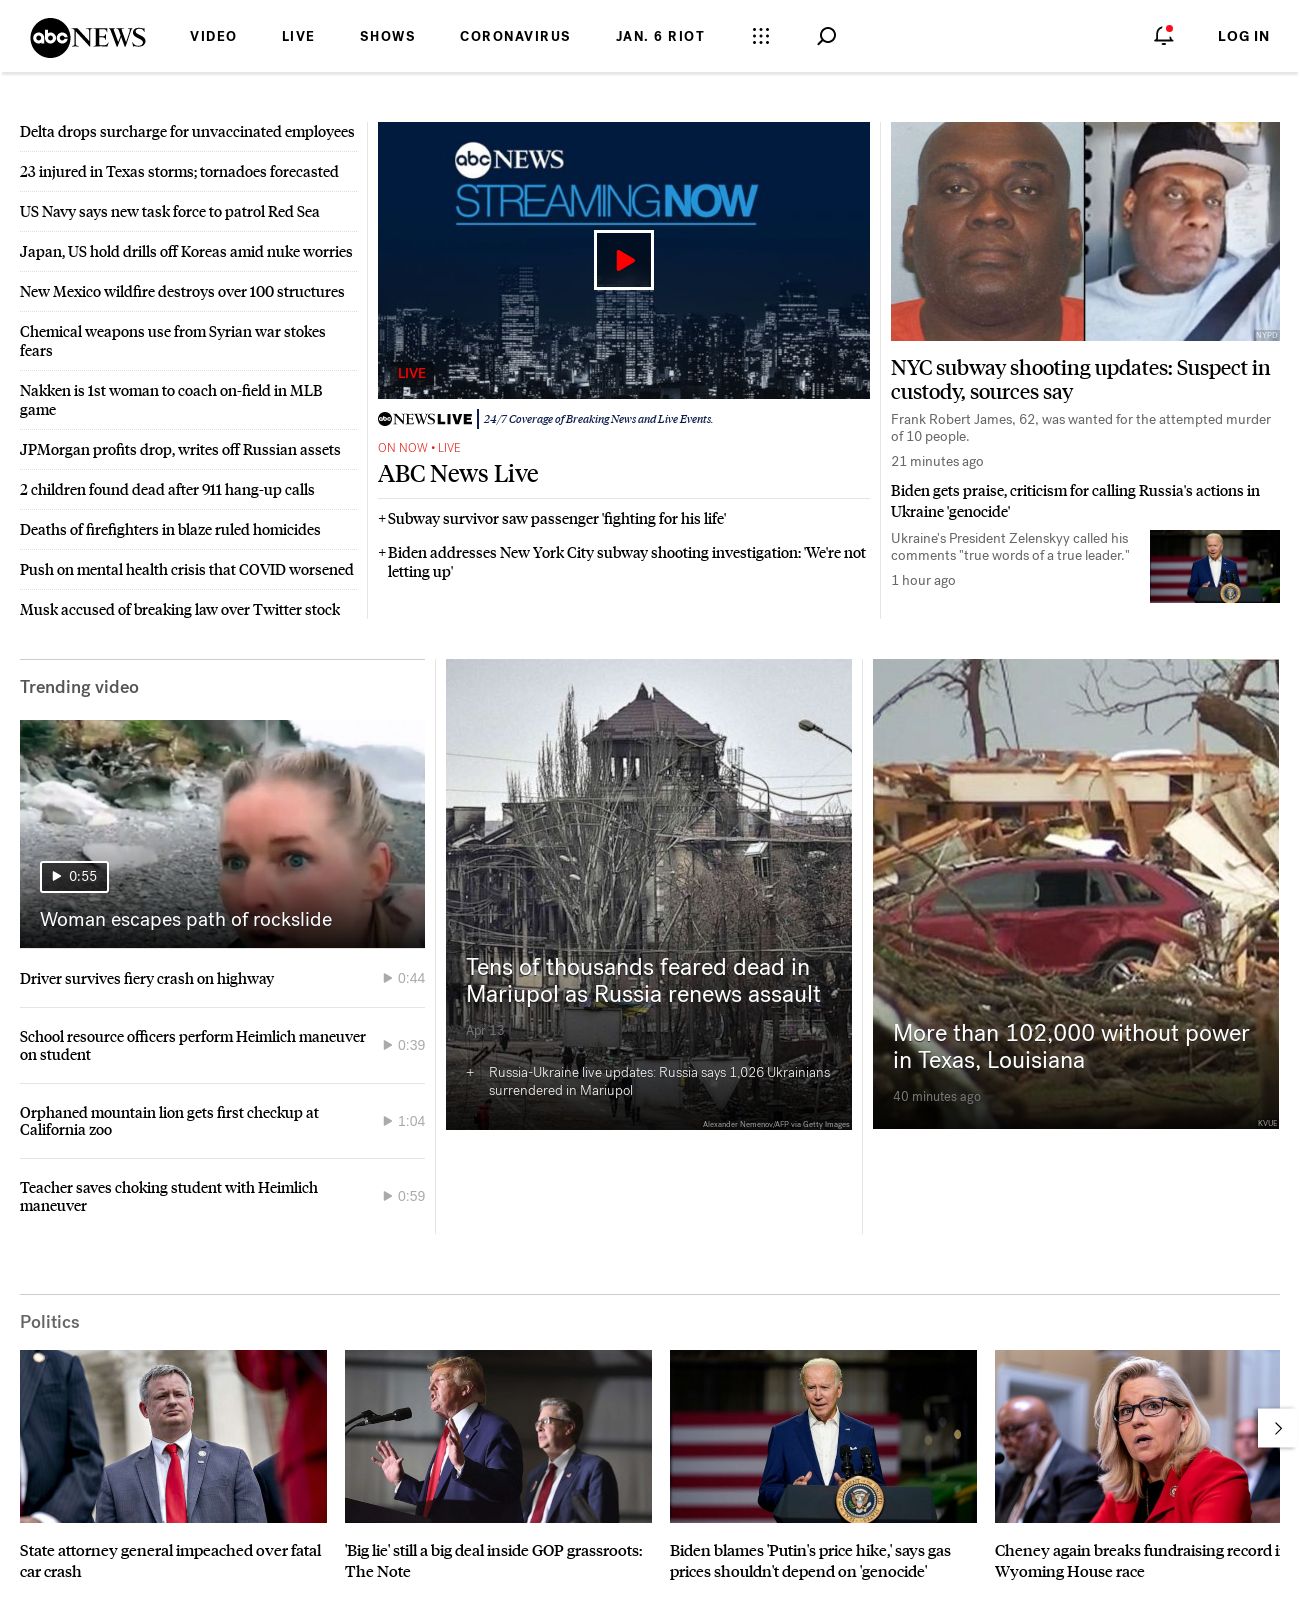 abc NEWS
VIDEO
LIVE
SHOWS
CORONAVIRUS
JAN. 6 RIOT
LOG IN
Delta drops surcharge for unvaccinated employees
23 injured in Texas storms; tornadoes forecasted
US Navy says new task force to patrol Red Sea
Japan, US hold drills off Koreas amid nuke worries
New Mexico wildfire destroys over 100 structures
Chemical weapons use from Syrian war stokes
fears
Nakken is 1st woman to coach on-field in MLB
game
JPMorgan profits drop, writes off Russian assets
2 children found dead after 911 hang-up calls
Deaths of firefighters in blaze ruled homicides
Push on mental health crisis that COVID worsened
Musk accused of breaking law over Twitter stock
abc NEWS
STREAMING NOW
LIVE
abc NEWS LIVE
24/7 Coverage of Breaking News and Live Events.
ON NOW • LIVE
ABC News Live
+ Subway survivor saw passenger 'fighting for his life'
+ Biden addresses New York City subway shooting investigation: 'We're not
letting up'
NYPD
NYC subway shooting updates: Suspect in
custody, sources say
Frank Robert James, 62, was wanted for the attempted murder
of 10 people.
21 minutes ago
Biden gets praise, criticism for calling Russia's actions in
Ukraine 'genocide'
Ukraine's President Zelenskyy called his
comments "true words of a true leader."
1 hour ago
Trending video
0:55
Woman escapes path of rockslide
Driver survives fiery crash on highway
0:44
School resource officers perform Heimlich maneuver
on student
0:39
Orphaned mountain lion gets first checkup at
California zoo
1:04
Teacher saves choking student with Heimlich
maneuver
0:59
Tens of thousands feared dead in
Mariupol as Russia renews assault
Apr 13
+ Russia-Ukraine live updates: Russia says 1,026 Ukrainians
surrendered in Mariupol
Alexander Nemenov/AFP via Getty Images
More than 102,000 without power
in Texas, Louisiana
40 minutes ago
KVUE
Politics
State attorney general impeached over fatal
car crash
'Big lie' still a big deal inside GOP grassroots:
The Note
Biden blames 'Putin's price hike,' says gas
prices shouldn't depend on 'genocide'
Cheney again breaks fundraising record i
Wyoming House race